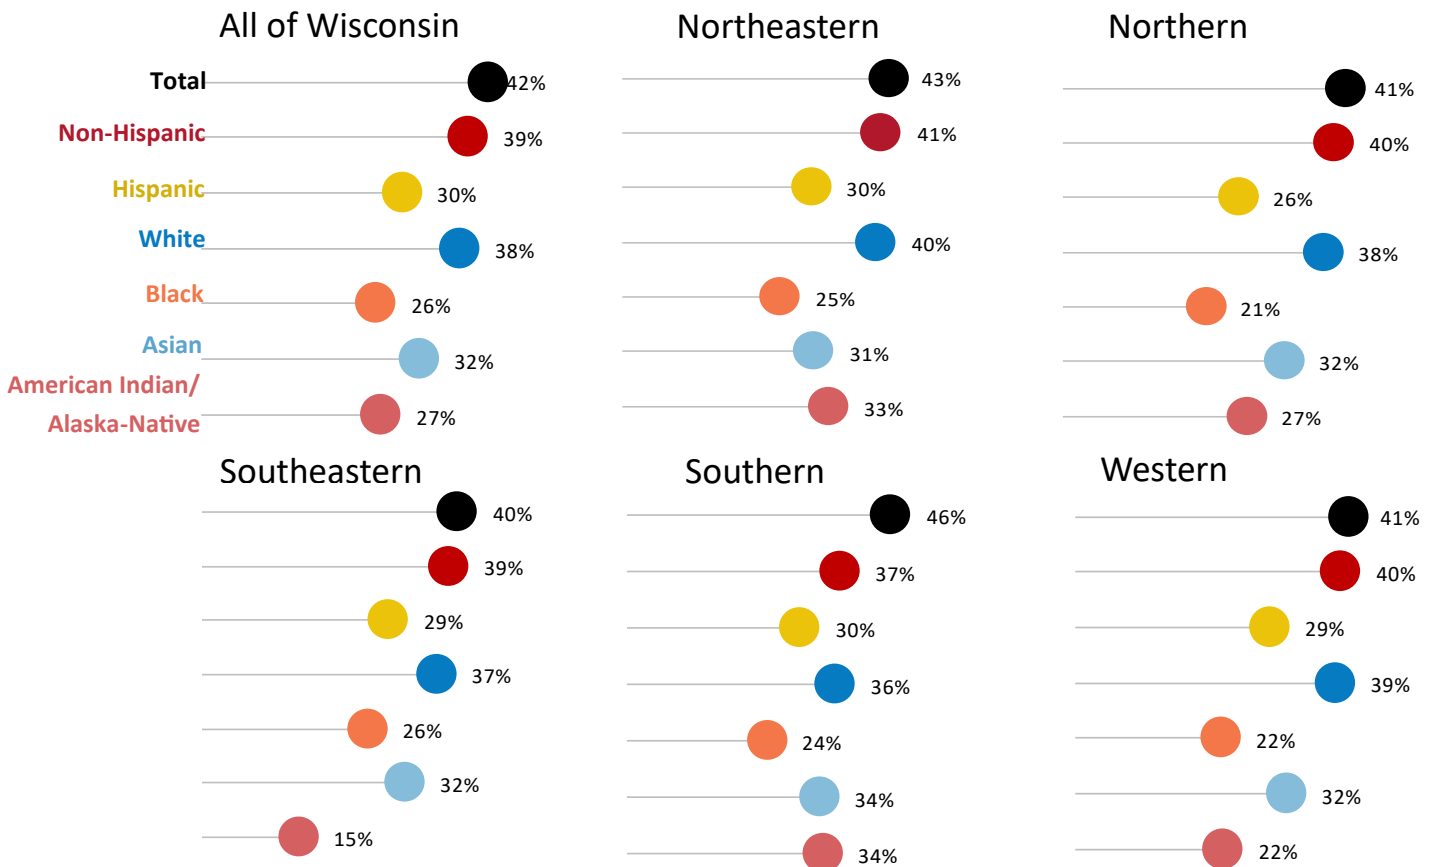 All of Wisconsin
Total 42%
Non-Hispanic 39%
Hispanic 30%
White 38%
Black 26%
Asian 32%
American Indian/
Alaska-Native 27%
Northeastern
43%
41%
30%
40%
25%
31%
33%
Northern
41%
40%
26%
38%
21%
32%
27%
Southeastern
40%
39%
29%
37%
26%
32%
15%
Southern
46%
37%
30%
36%
24%
34%
34%
Western
41%
40%
29%
39%
22%
32%
22%